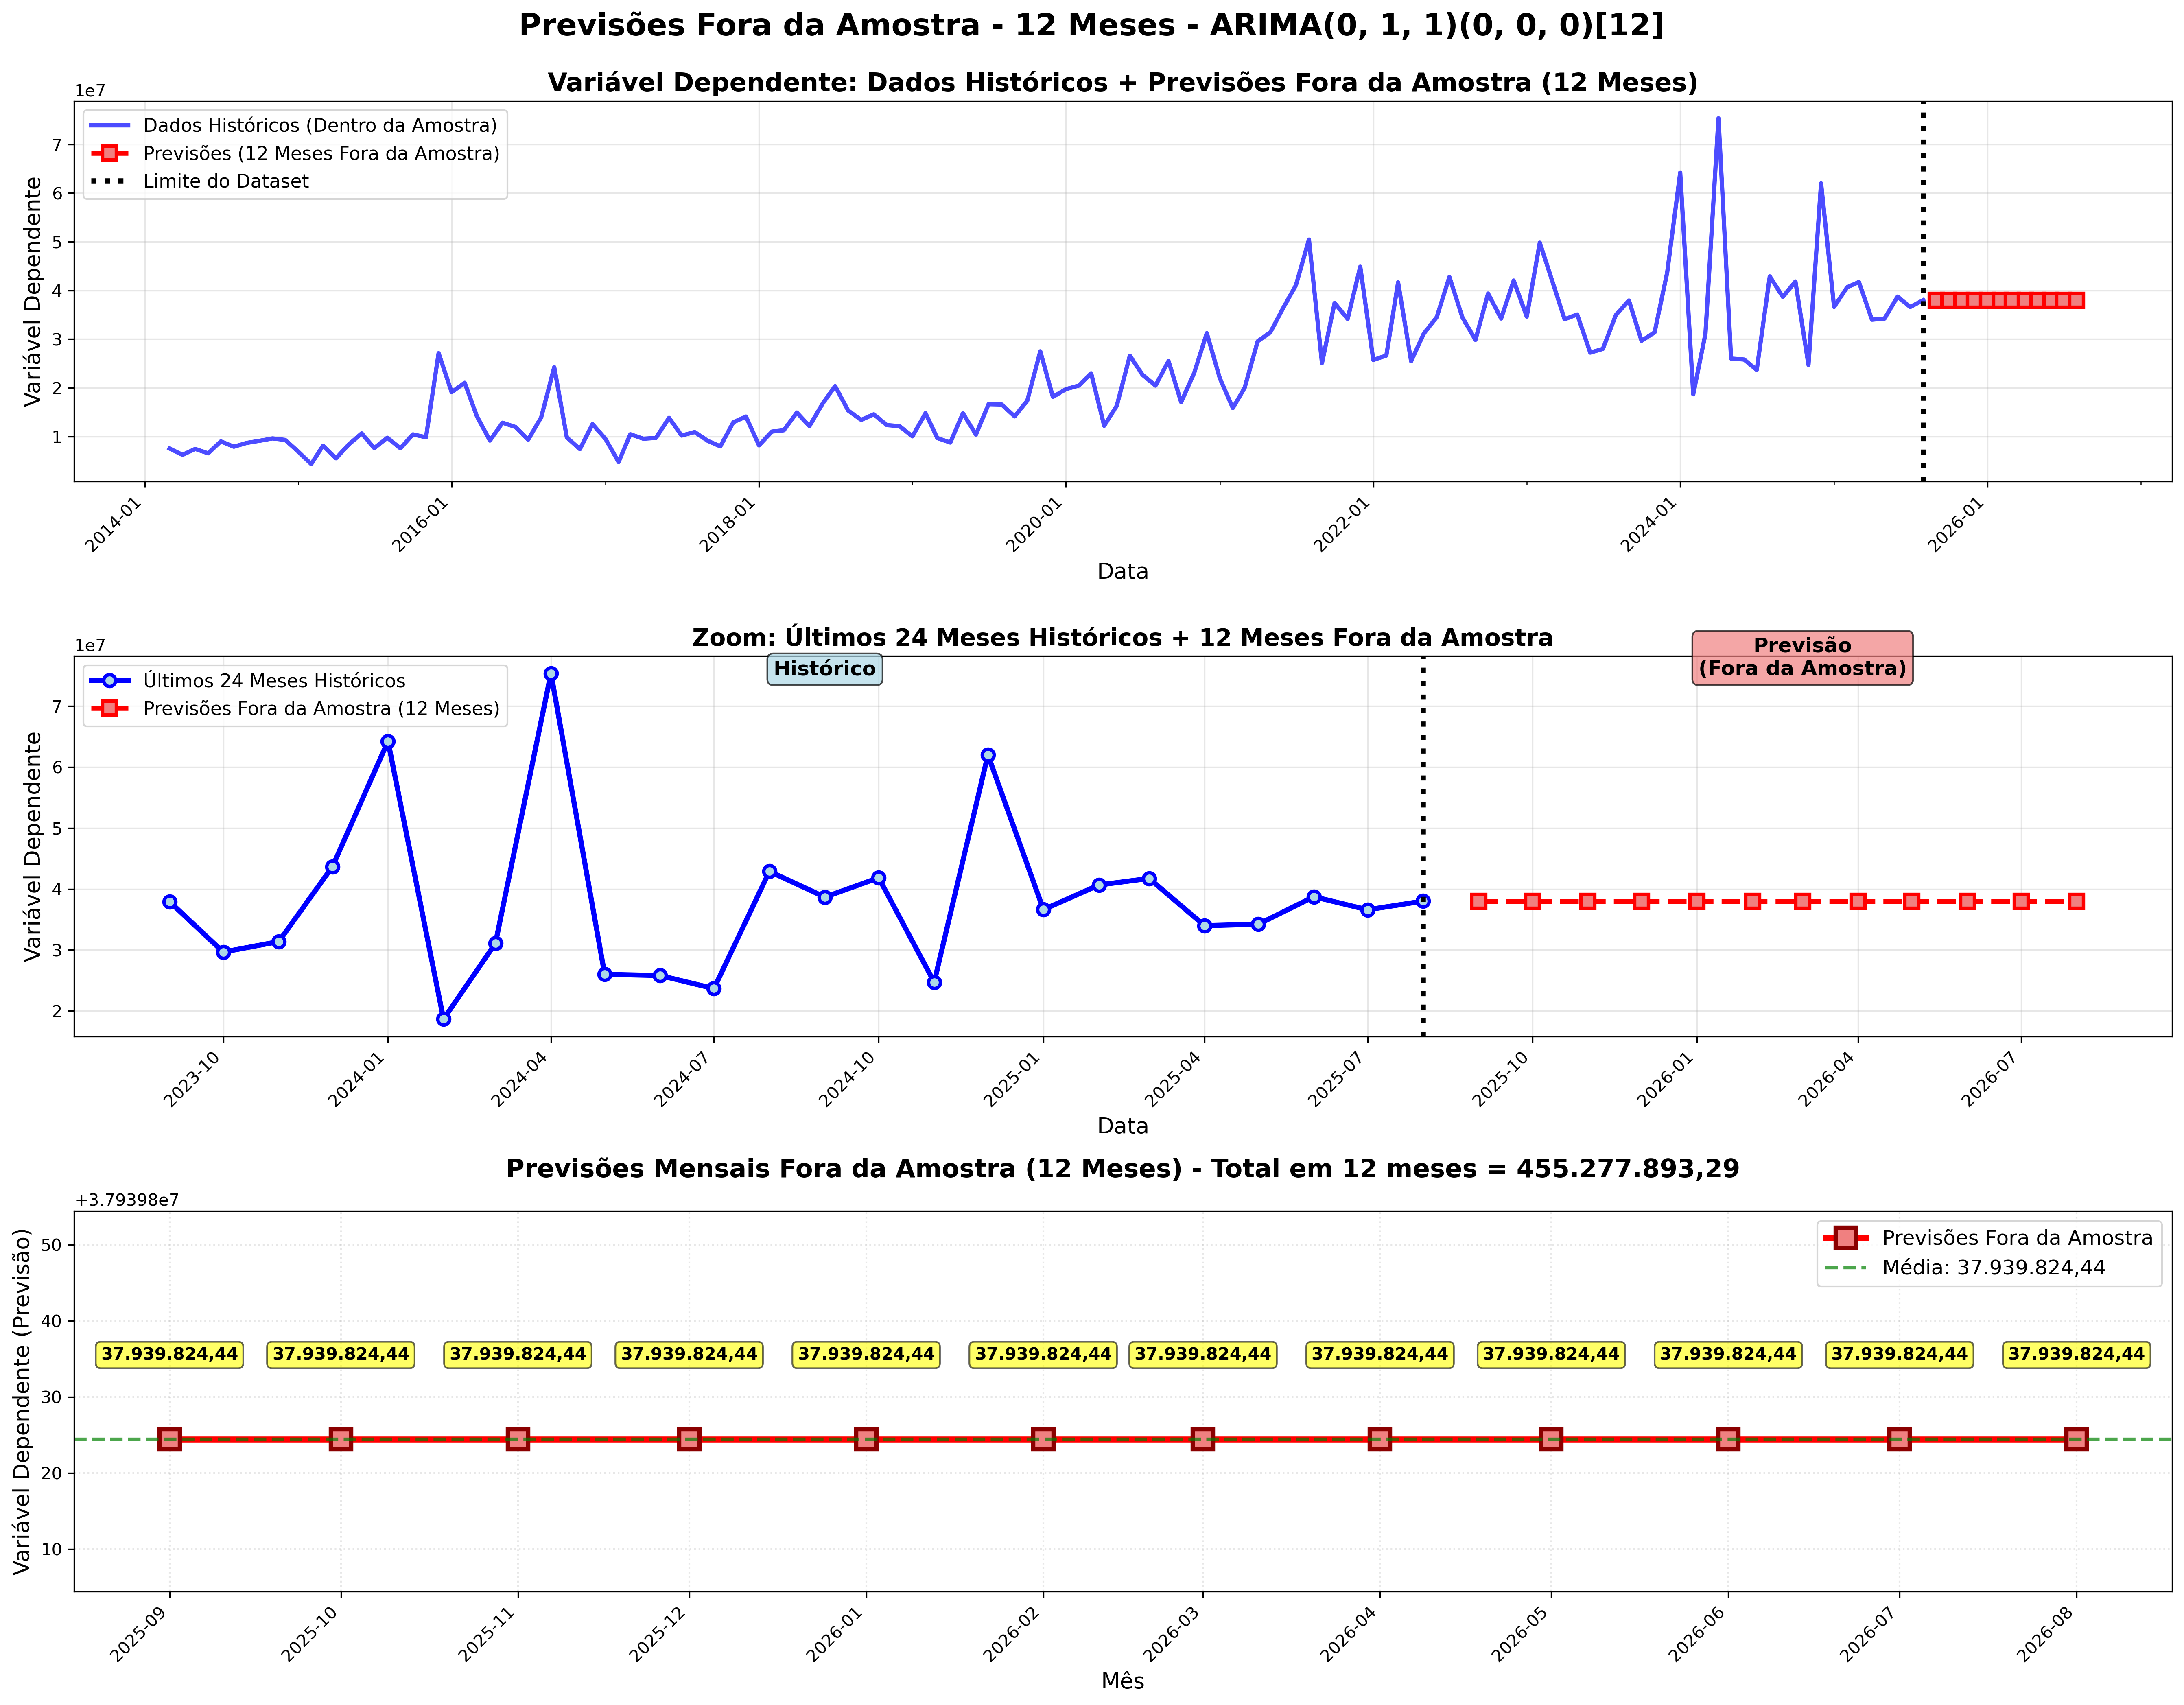 Previsões Fora da Amostra - 12 Meses - ARIMA(0, 1, 1)(0, 0, 0)[12]
Variável Dependente: Dados Históricos + Previsões Fora da Amostra (12 Meses)
1e7
Dados Históricos (Dentro da Amostra)
Previsões (12 Meses Fora da Amostra)
Limite do Dataset
Variável Dependente
7
6
5
4
3
2
1
2014-01
2016-01
2018-01
2020-01
2022-01
2024-01
2026-01
Data
Zoom: Últimos 24 Meses Históricos + 12 Meses Fora da Amostra
1e7
Últimos 24 Meses Históricos
Previsões Fora da Amostra (12 Meses)
Histórico
Previsão
(Fora da Amostra)
Variável Dependente
7
6
5
4
3
2
2023-10
2024-01
2024-04
2024-07
2024-10
2025-01
2025-04
2025-07
2025-10
2026-01
2026-04
2026-07
Data
Previsões Mensais Fora da Amostra (12 Meses) - Total em 12 meses = 455.277.893,29
+3.79398e7
Previsões Fora da Amostra
Média: 37.939.824,44
Variável Dependente (Previsão)
50
40
30
20
10
37.939.824,44
37.939.824,44
37.939.824,44
37.939.824,44
37.939.824,44
37.939.824,44
37.939.824,44
37.939.824,44
37.939.824,44
37.939.824,44
37.939.824,44
37.939.824,44
2025-09
2025-10
2025-11
2025-12
2026-01
2026-02
2026-03
2026-04
2026-05
2026-06
2026-07
2026-08
Mês